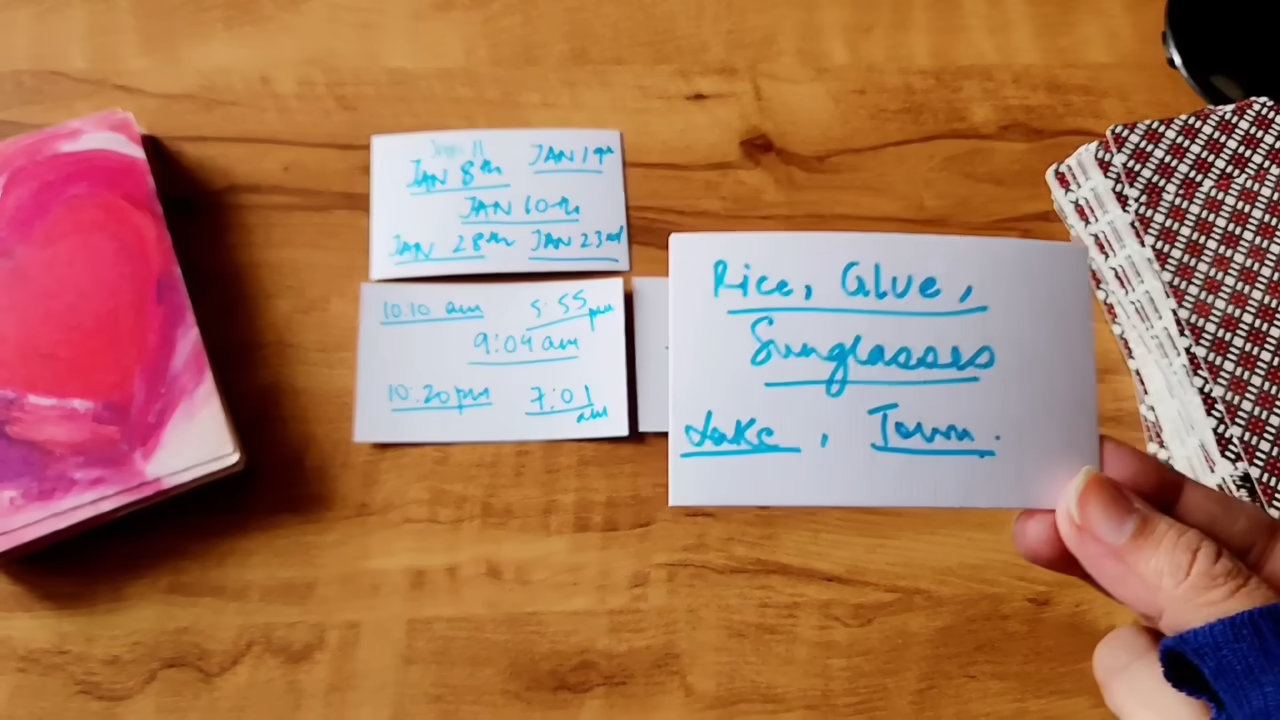 JAN 8th JAN 19th
JAN 10th
JAN 28th JAN 23rd
10:10 am 5:55 pm
9:04 am
10:20 pm 7:01 am
Rice, Glue,
Sunglasses
Lake, Town.